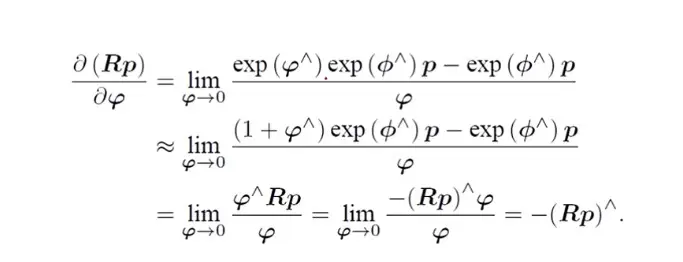 ∂(Rp)/∂φ = lim_{φ→0} (exp(φ^∧) exp(ϕ^∧) p − exp(ϕ^∧) p)/φ
≈ lim_{φ→0} ((1 + φ^∧) exp(ϕ^∧) p − exp(ϕ^∧) p)/φ
= lim_{φ→0} (φ^∧ Rp)/φ = lim_{φ→0} (−(Rp)^∧ φ)/φ = −(Rp)^∧.